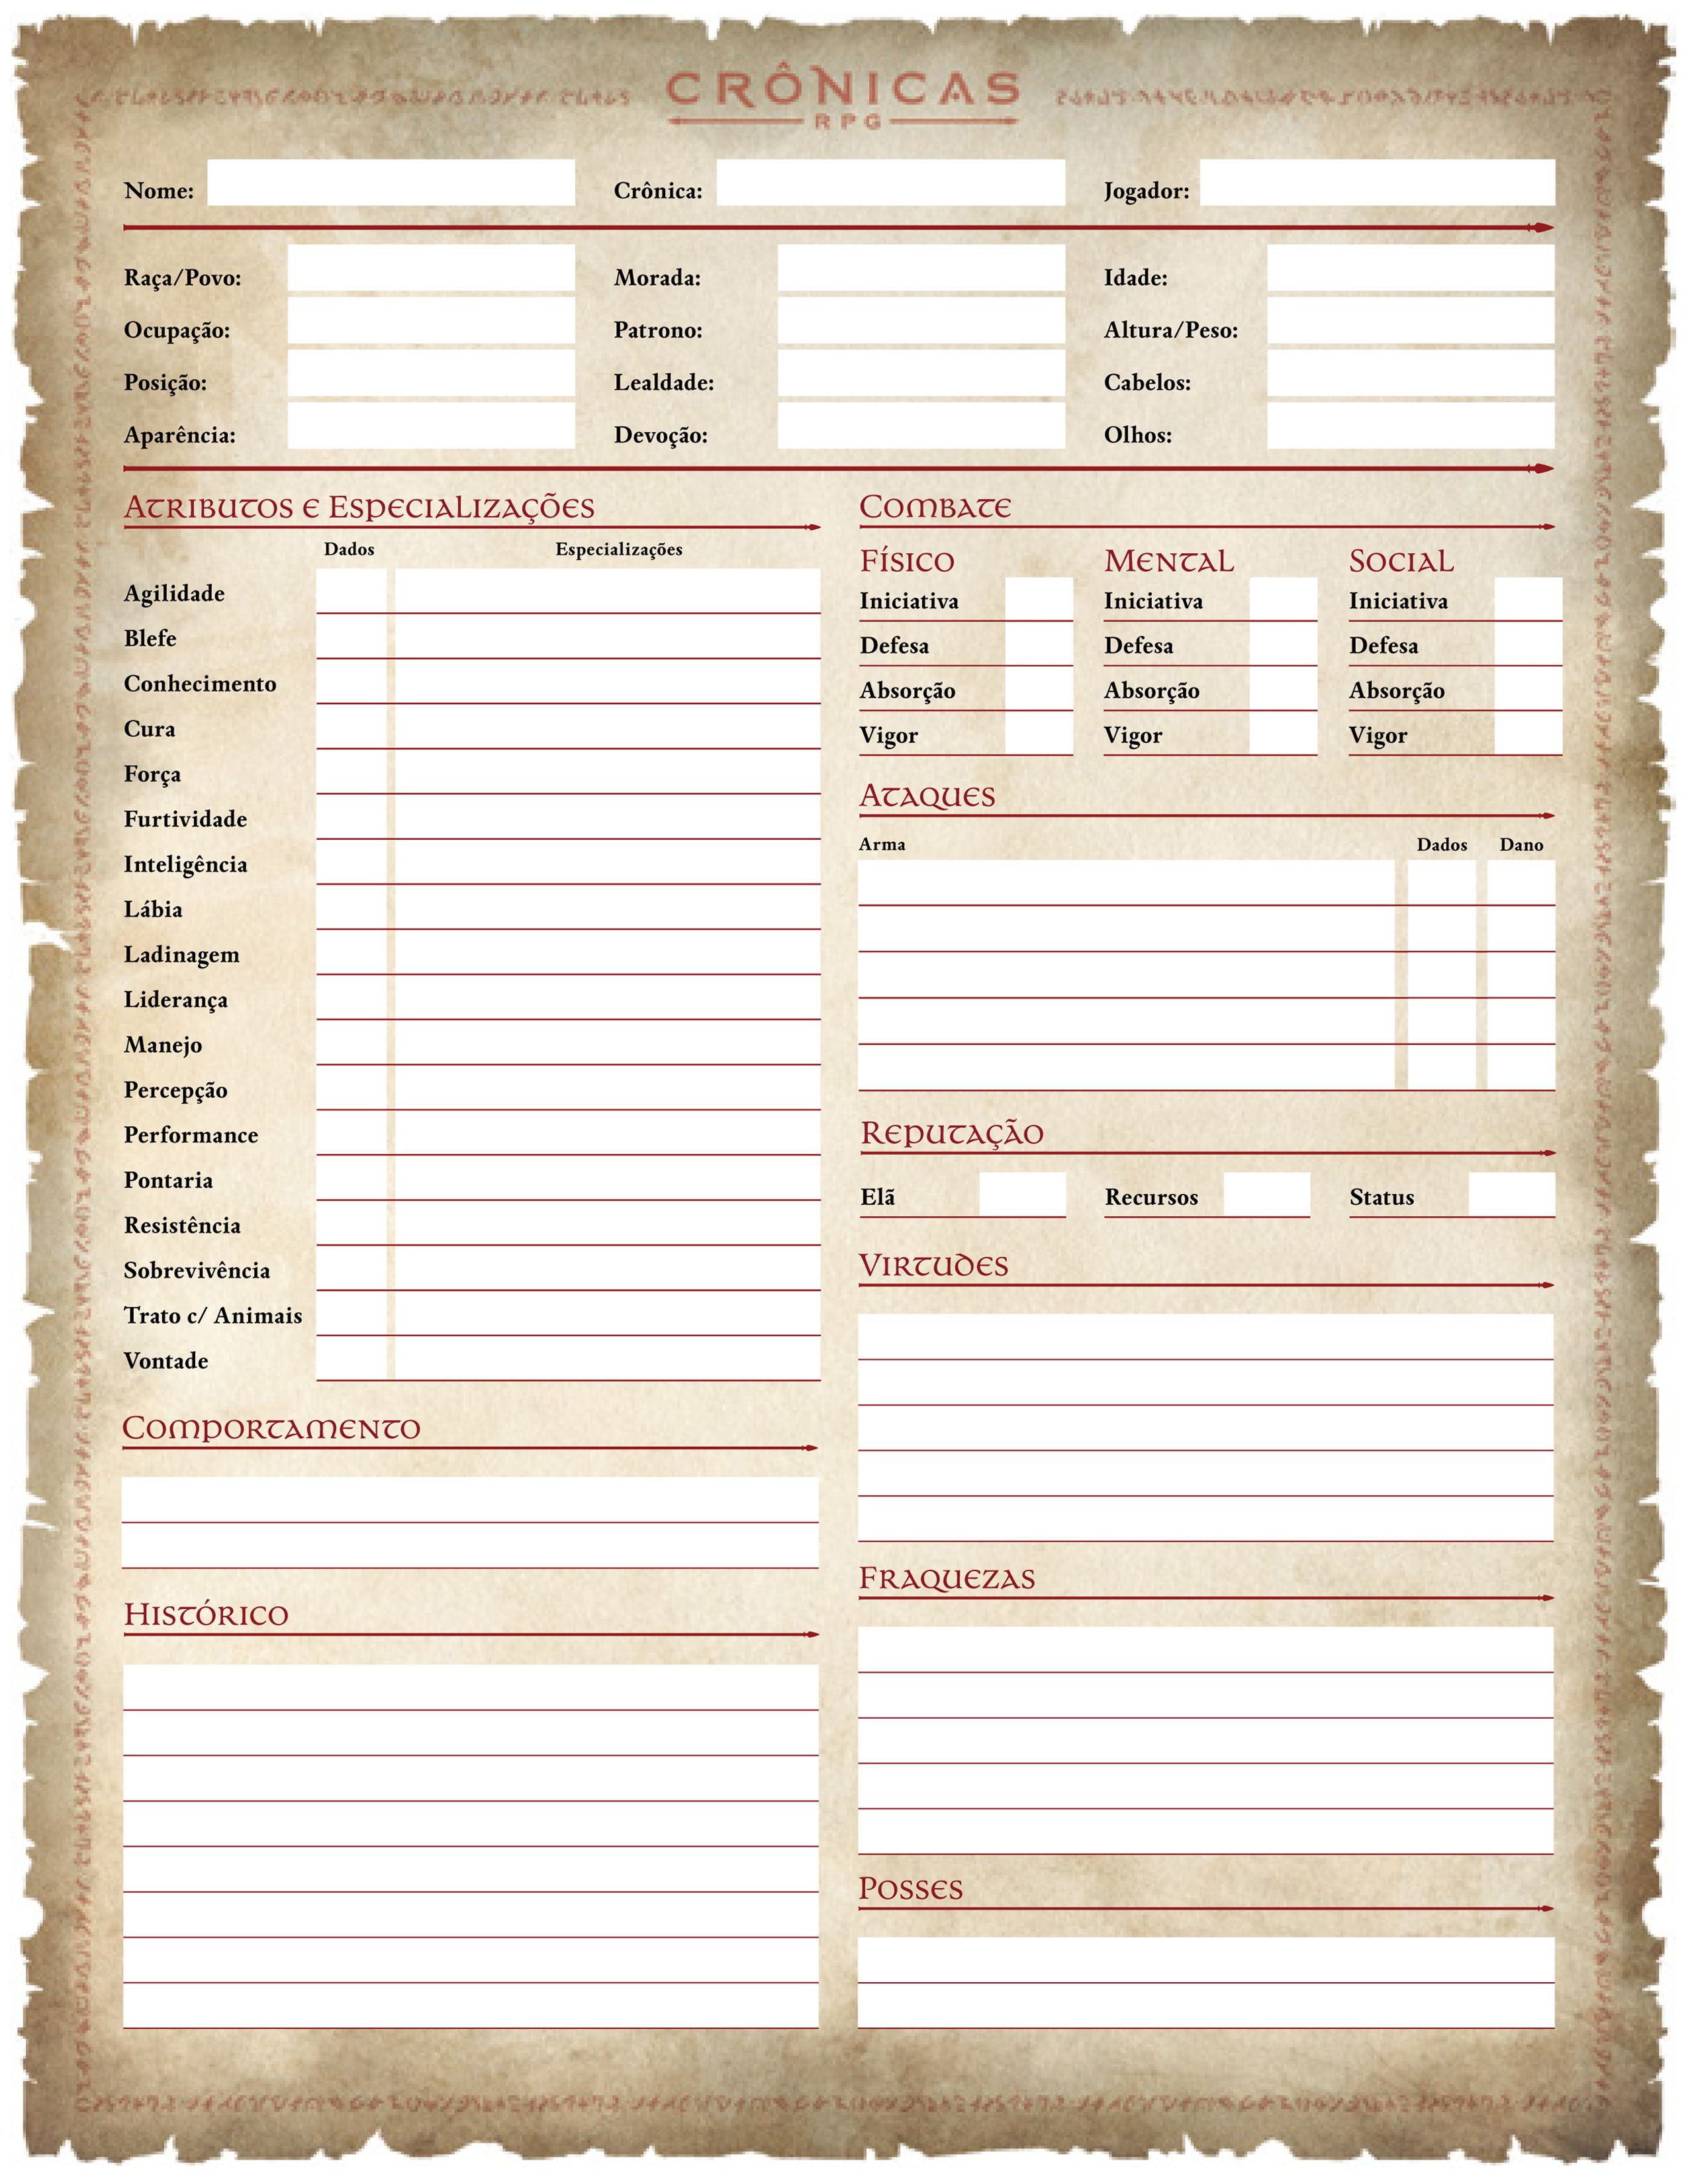 CRÔNICAS
RPG
Nome: Crônica: Jogador:
Raça/Povo: Morada: Idade:
Ocupação: Patrono: Altura/Peso:
Posição: Lealdade: Cabelos:
Aparência: Devoção: Olhos:
Atributos e Especializações
Dados Especializações
Agilidade
Blefe
Conhecimento
Cura
Força
Furtividade
Inteligência
Lábia
Ladinagem
Liderança
Manejo
Percepção
Performance
Pontaria
Resistência
Sobrevivência
Trato c/ Animais
Vontade
Comportamento
Histórico
Combate
Físico Mental Social
Iniciativa Iniciativa Iniciativa
Defesa Defesa Defesa
Absorção Absorção Absorção
Vigor Vigor Vigor
Ataques
Arma Dados Dano
Reputação
Elã Recursos Status
Virtudes
Fraquezas
Posses